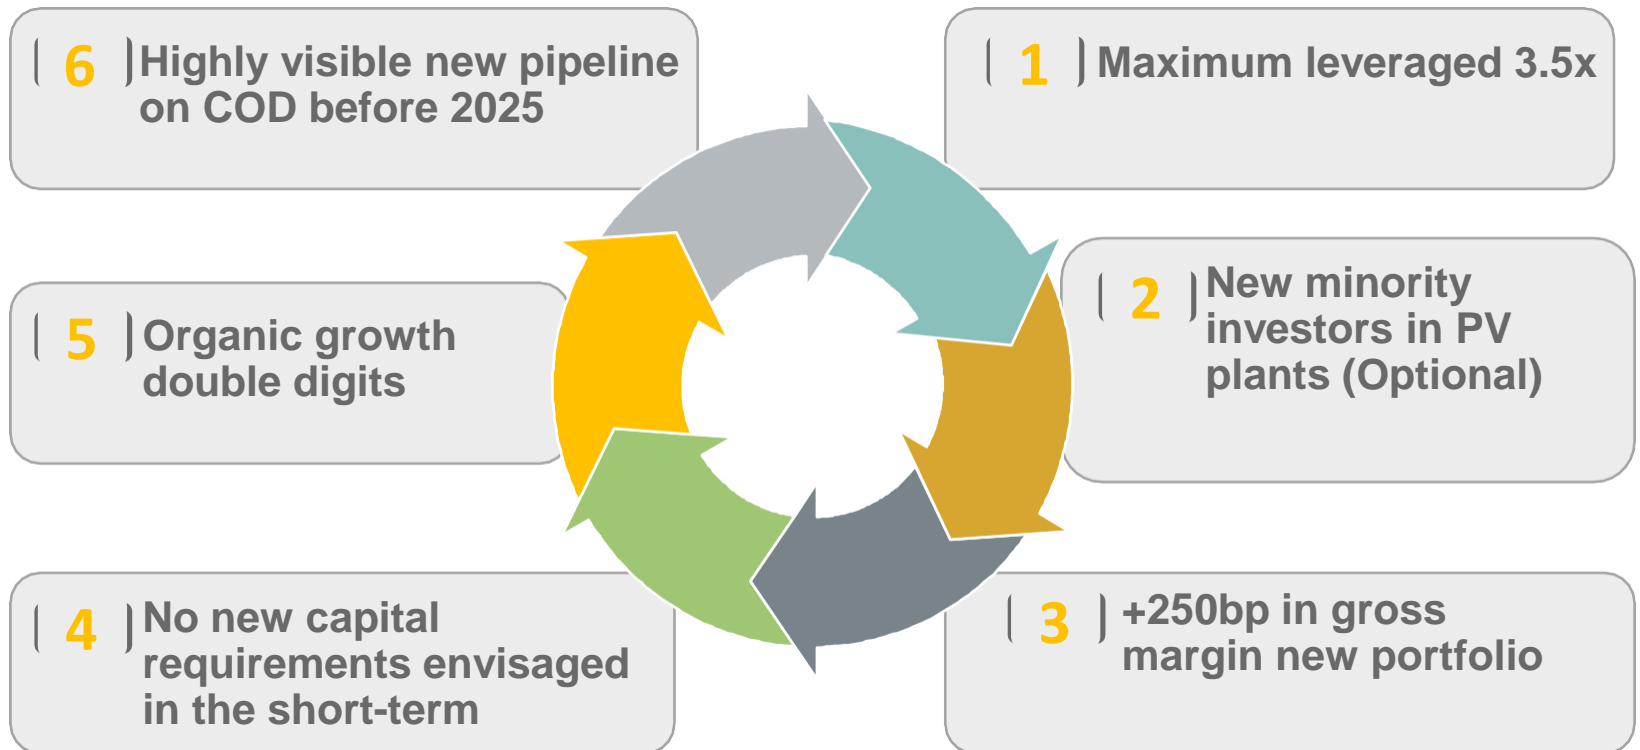 1
Maximum leveraged 3.5x
2
New minority
investors in PV
plants (Optional)
3
+250bp in gross
margin new portfolio
4
No new capital
requirements envisaged
in the short-term
5
Organic growth
double digits
6
Highly visible new pipeline
on COD before 2025